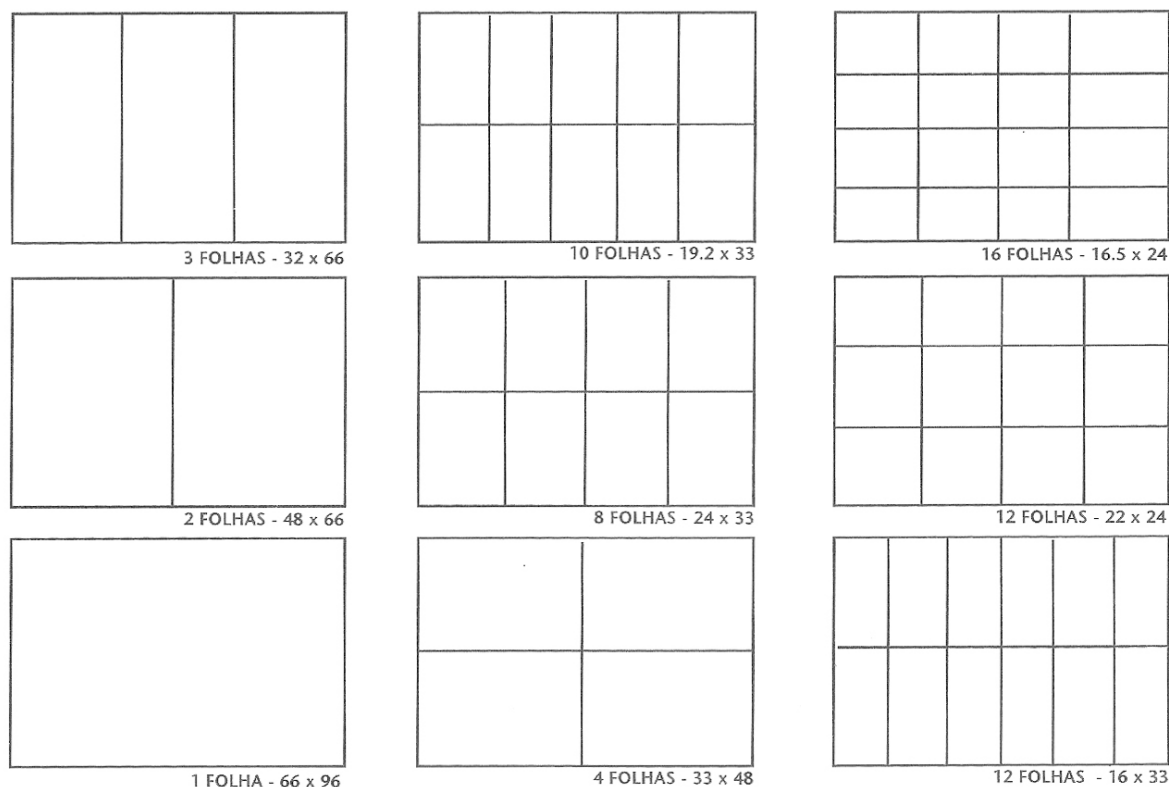 3 FOLHAS - 32 x 66
10 FOLHAS - 19.2 x 33
16 FOLHAS - 16.5 x 24
2 FOLHAS - 48 x 66
8 FOLHAS - 24 x 33
12 FOLHAS - 22 x 24
1 FOLHA - 66 x 96
4 FOLHAS - 33 x 48
12 FOLHAS - 16 x 33